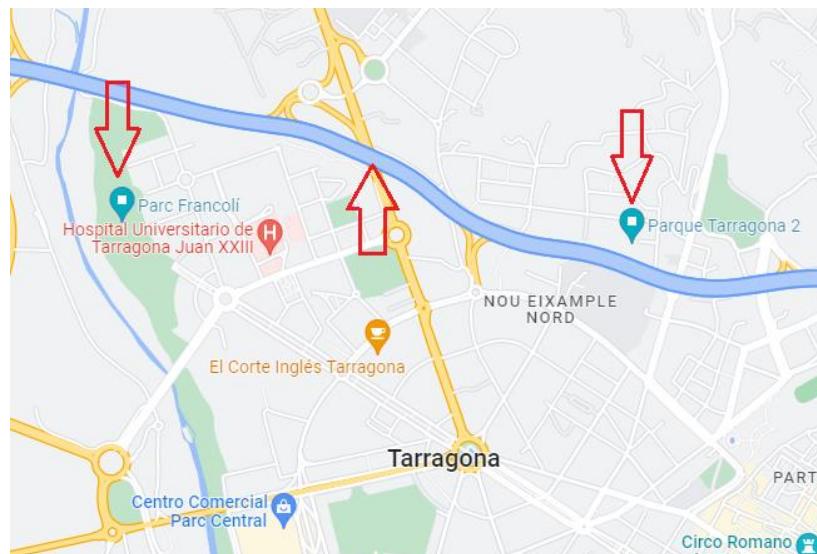 Parc Francolí
Hospital Universitario de
Tarragona Juan XXIII
H
Parque Tarragona 2
NOU EIXAMPLE
NORD
El Corte Inglés Tarragona
Tarragona
Centro Comercial
Parc Central
PART
Circo Romano